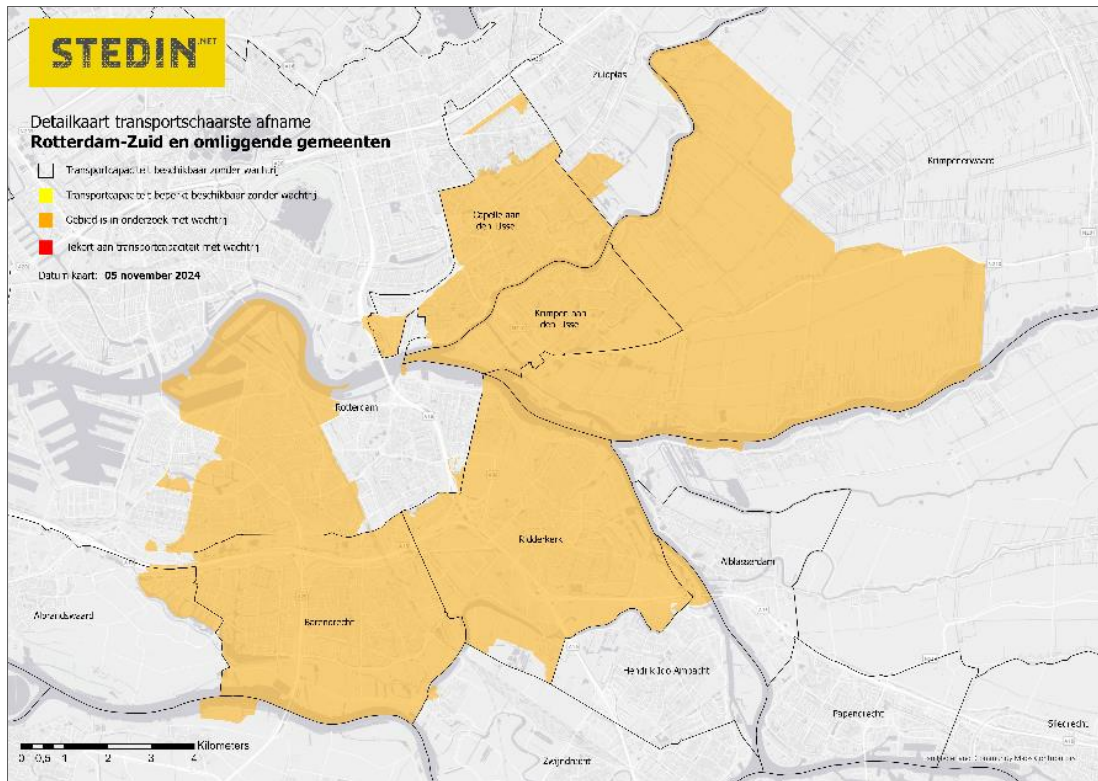 STEDIN.NET
Detailkaart transportschaarste afname
Rotterdam-Zuid en omliggende gemeenten
Transportcapaciteit beschikbaar zonder wachtrij
Transportcapaciteit beperkt beschikbaar zonder wachtrij
Gebied is in onderzoek met wachtrij
Tekort aan transportcapaciteit met wachtrij
Datum kaart: 05 november 2024
Zuidplas
Krimpenerwaard
Capelle aan
den IJssel
Krimpen aan
den IJssel
Rotterdam
Ridderkerk
Alblasserdam
Albrandswaard
Barendrecht
Hendrik-Ido-Ambacht
Papendrecht
Sliedrecht
Zwijndrecht
Kilometers
0 0,5 1 2 3 4